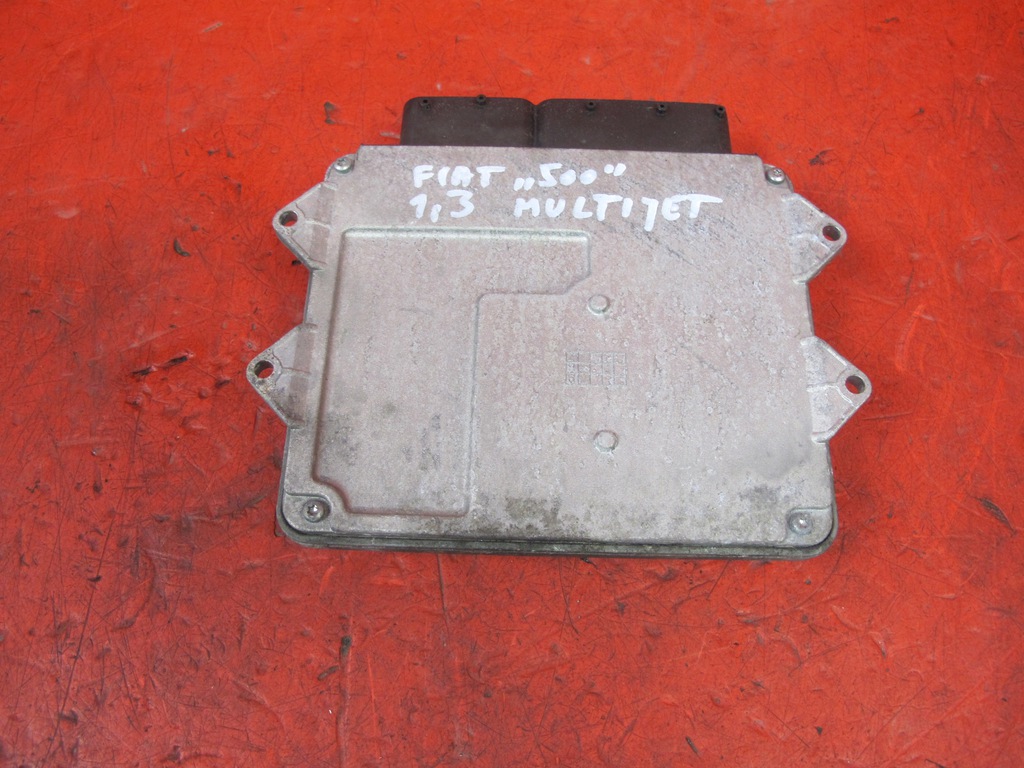 FIAT „500”
1,3 MULTIJET